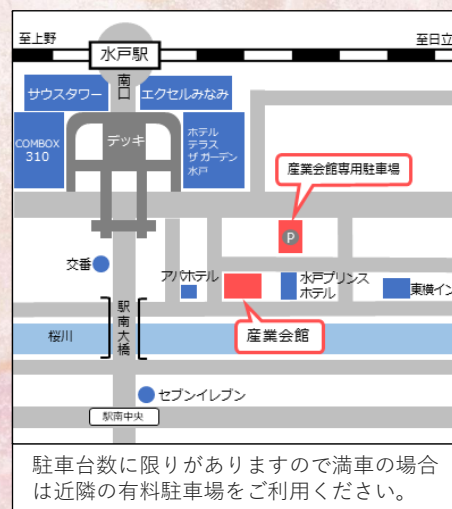 至上野
至日立
水戸駅
南口
サウスタワー
エクセルみなみ
COMBOX
310
デッキ
ホテル
テラス
ザ ガーデン
水戸
産業会館専用駐車場
P
交番
アパホテル
水戸プリンス
ホテル
東横イン
駅南大橋
桜川
産業会館
セブンイレブン
駅南中央
駐車台数に限りがありますので満車の場合
は近隣の有料駐車場をご利用ください。